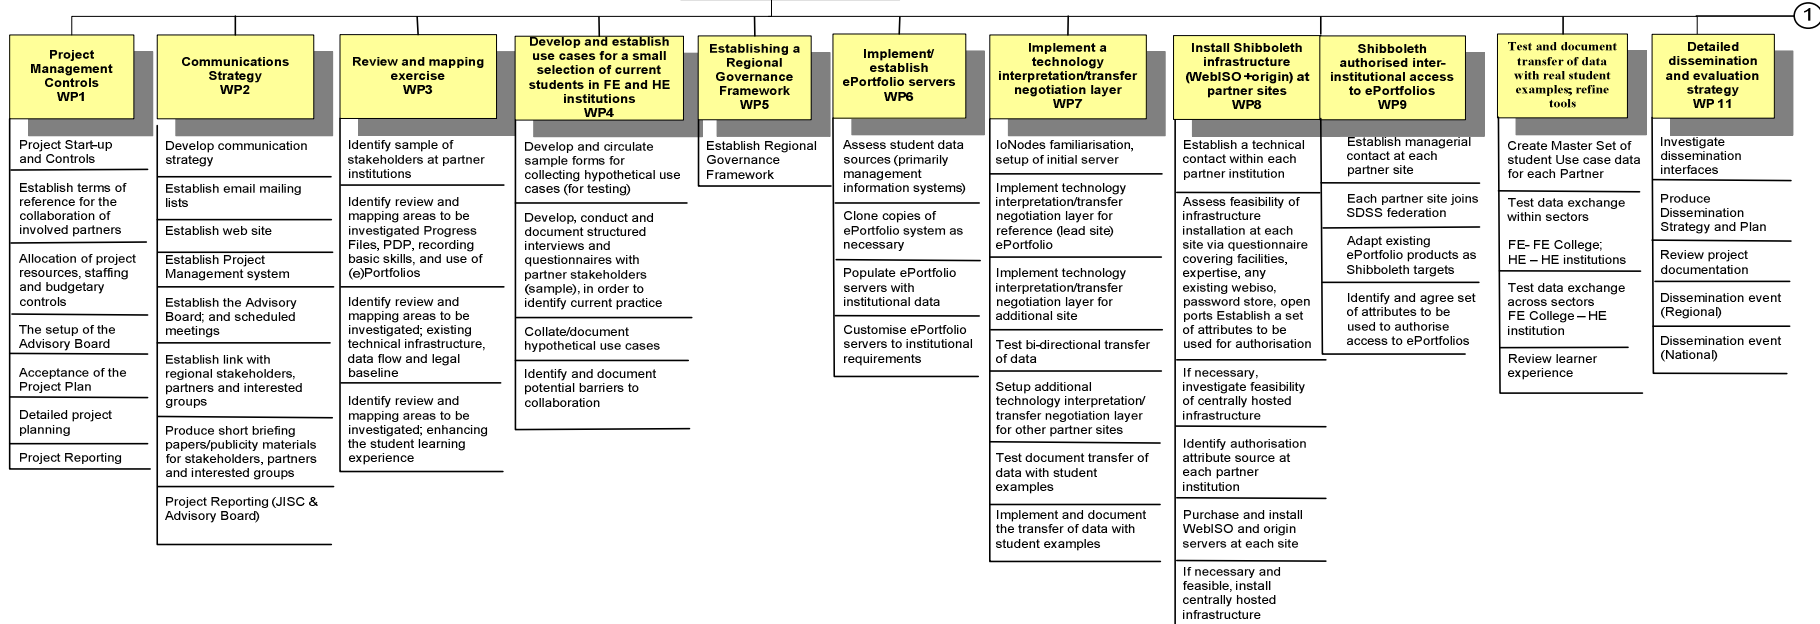 1
Project
Management
Controls
WP1
Project Start-up
and Controls
Establish terms of
reference for the
collaboration of
involved partners
Allocation of project
resources, staffing
and budgetary
controls
The setup of the
Advisory Board
Acceptance of the
Project Plan
Detailed project
planning
Project Reporting
Communications
Strategy
WP2
Develop communication
strategy
Establish email mailing
lists
Establish web site
Establish Project
Management system
Establish the Advisory
Board; and scheduled
meetings
Establish link with
regional stakeholders,
partners and interested
groups
Produce short briefing
papers/publicity materials
for stakeholders, partners
and interested groups
Project Reporting (JISC &
Advisory Board)
Review and mapping
exercise
WP3
Identify sample of
stakeholders at partner
institutions
Identify review and
mapping areas to be
investigated Progress
Files, PDP, recording
basic skills, and use of
(e)Portfolios
Identify review and
mapping areas to be
investigated; existing
technical infrastructure,
data flow and legal
baseline
Identify review and
mapping areas to be
investigated; enhancing
the student learning
experience
Develop and establish
use cases for a small
selection of current
students in FE and HE
institutions
WP4
Develop and circulate
sample forms for
collecting hypothetical use
cases (for testing)
Develop, conduct and
document structured
interviews and
questionnaires with
partner stakeholders
(sample), in order to
identify current practice
Collate/document
hypothetical use cases
Identify and document
potential barriers to
collaboration
Establishing a
Regional
Governance
Framework
WP5
Establish Regional
Governance
Framework
Implement/
establish
ePortfolio servers
WP6
Assess student data
sources (primarily
management
information systems)
Clone copies of
ePortfolio system as
necessary
Populate ePortfolio
servers with
institutional data
Customise ePortfolio
servers to institutional
requirements
Implement a
technology
interpretation/transfer
negotiation layer
WP7
IoNodes familiarisation,
setup of initial server
Implement technology
interpretation/transfer
negotiation layer for
reference (lead site)
ePortfolio
Implement technology
interpretation/transfer
negotiation layer for
additional site
Test bi-directional transfer
of data
Setup additional
technology interpretation/
transfer negotiation layer
for other partner sites
Test document transfer of
data with student
examples
Implement and document
the transfer of data with
student examples
Install Shibboleth
infrastructure
(WebISO+origin) at
partner sites
WP8
Establish a technical
contact within each
partner institution
Assess feasibility of
infrastructure
installation at each
site via questionnaire
covering facilities,
expertise, any
existing webiso,
password store, open
ports Establish a set
of attributes to be
used for authorisation
If necessary,
investigate feasibility
of centrally hosted
infrastructure
Identify authorisation
attribute source at
each partner
institution
Purchase and install
WebISO and origin
servers at each site
If necessary and
feasible, install
centrally hosted
infrastructure
Shibboleth
authorised inter-
institutional access
to ePortfolios
WP9
Establish managerial
contact at each
partner site
Each partner site joins
SDSS federation
Adapt existing
ePortfolio products as
Shibboleth targets
Identify and agree set
of attributes to be
used to authorise
access to ePortfolios
Test and document
transfer of data
with real student
examples; refine
tools
Create Master Set of
student Use case data
for each Partner
Test data exchange
within sectors
FE- FE College;
HE – HE institutions
Test data exchange
across sectors
FE College – HE
institution
Review learner
experience
Detailed
dissemination
and evaluation
strategy
WP 11
Investigate
dissemination
interfaces
Produce
Dissemination
Strategy and Plan
Review project
documentation
Dissemination event
(Regional)
Dissemination event
(National)